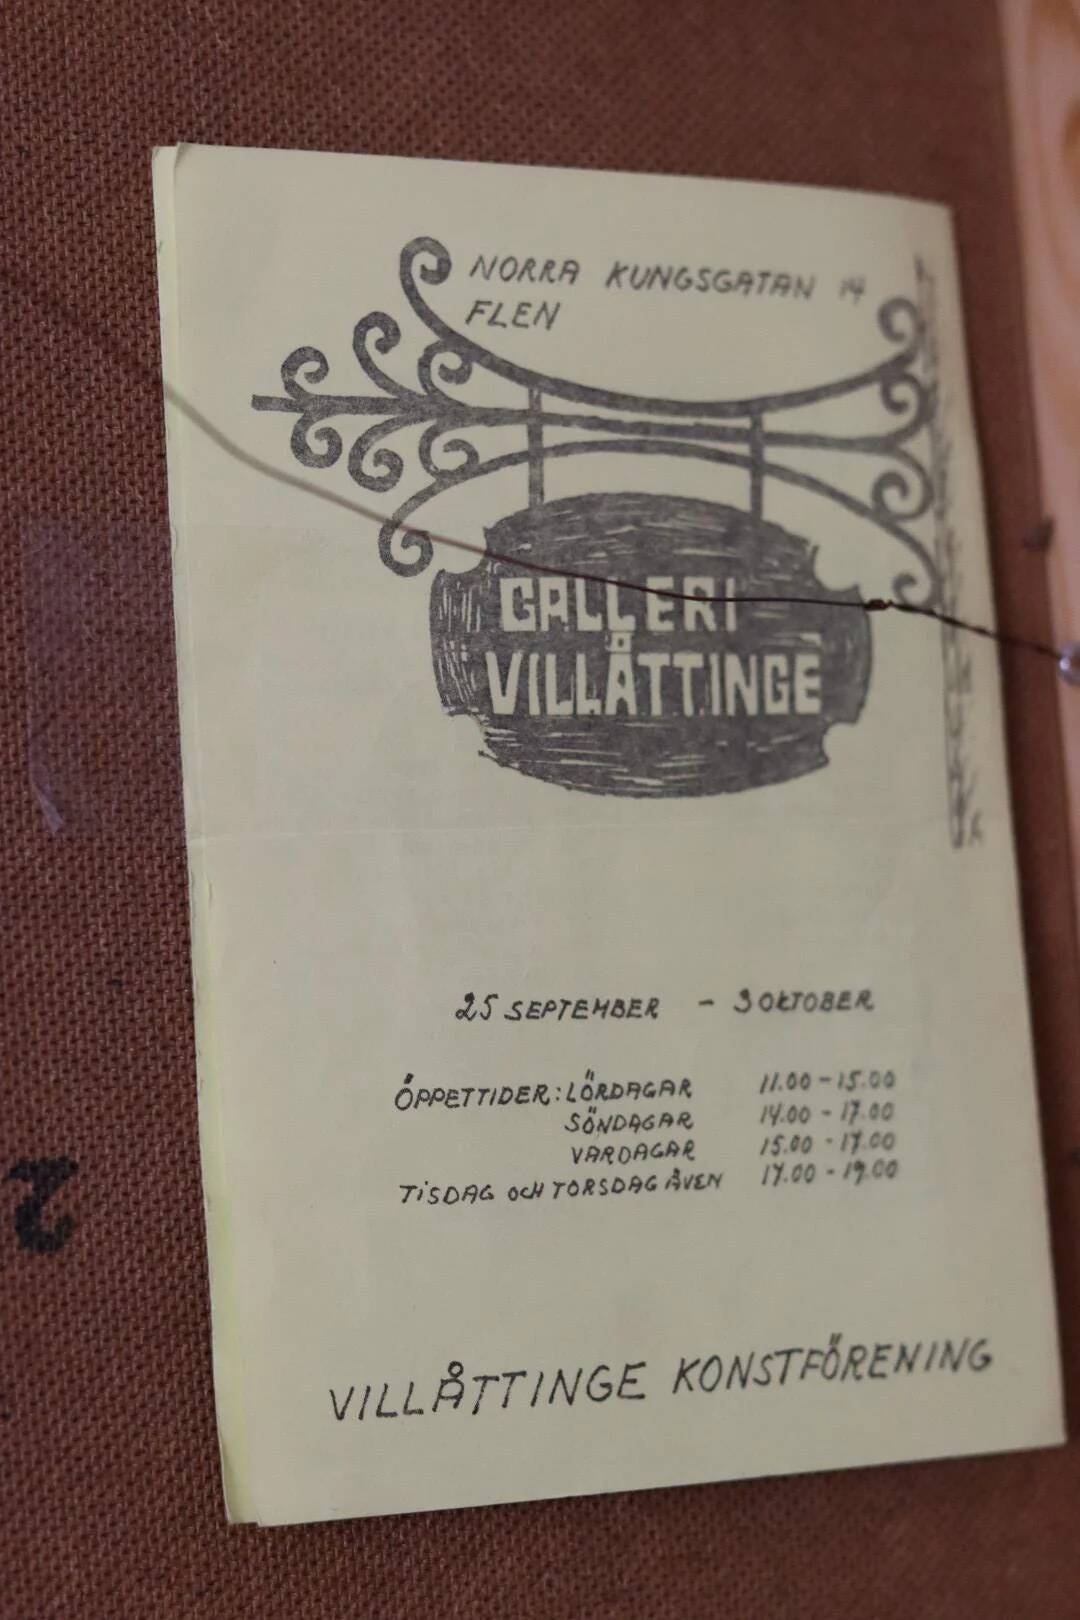 NORRA KUNGSGATAN 14
FLEN
GALLERI
VILLÅTTINGE
25 SEPTEMBER - 3 OKTOBER
ÖPPETTIDER: LÖRDAGAR 11.00 - 15.00
SÖNDAGAR 14.00 - 17.00
VARDAGAR 15.00 - 17.00
TISDAG OCH TORSDAG ÄVEN 17.00 - 19.00
VILLÅTTINGE KONSTFÖRENING
2